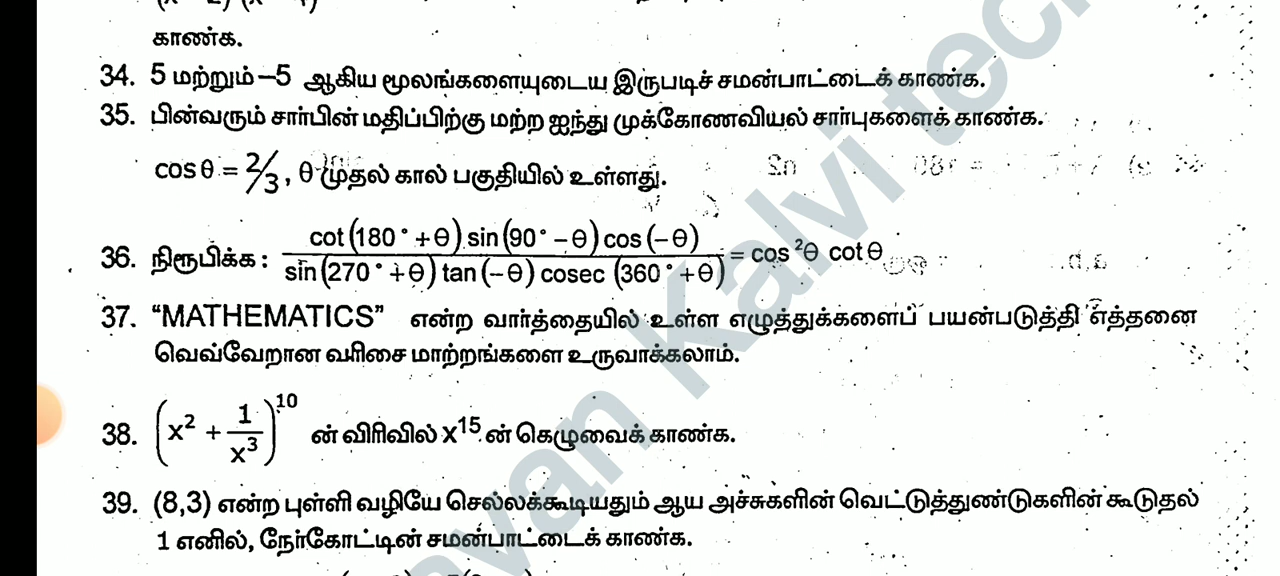 காண்க.
34. 5 மற்றும் –5 ஆகிய மூலங்களையுடைய இருபடிச் சமன்பாட்டைக் காண்க.
35. பின்வரும் சார்பின் மதிப்பிற்கு மற்ற ஐந்து முக்கோணவியல் சார்புகளைக் காண்க.
cos θ = 2/3, θ முதல் கால் பகுதியில் உள்ளது.
36. நிரூபிக்க: cot (180° + θ) sin (90° − θ) cos (−θ) / sin (270° + θ) tan (−θ) cosec (360° + θ) = cos²θ cot θ
37. “MATHEMATICS” என்ற வார்த்தையில் உள்ள எழுத்துக்களைப் பயன்படுத்தி எத்தனை
வெவ்வேறான வரிசை மாற்றங்களை உருவாக்கலாம்.
38. (x² + 1/x³)¹⁰ ன் விரிவில் x¹⁵ ன் கெழுவைக் காண்க.
39. (8,3) என்ற புள்ளி வழியே செல்லக்கூடியதும் ஆய அச்சுகளின் வெட்டுத்துண்டுகளின் கூடுதல்
1 எனில், நேர்கோட்டின் சமன்பாட்டைக் காண்க.